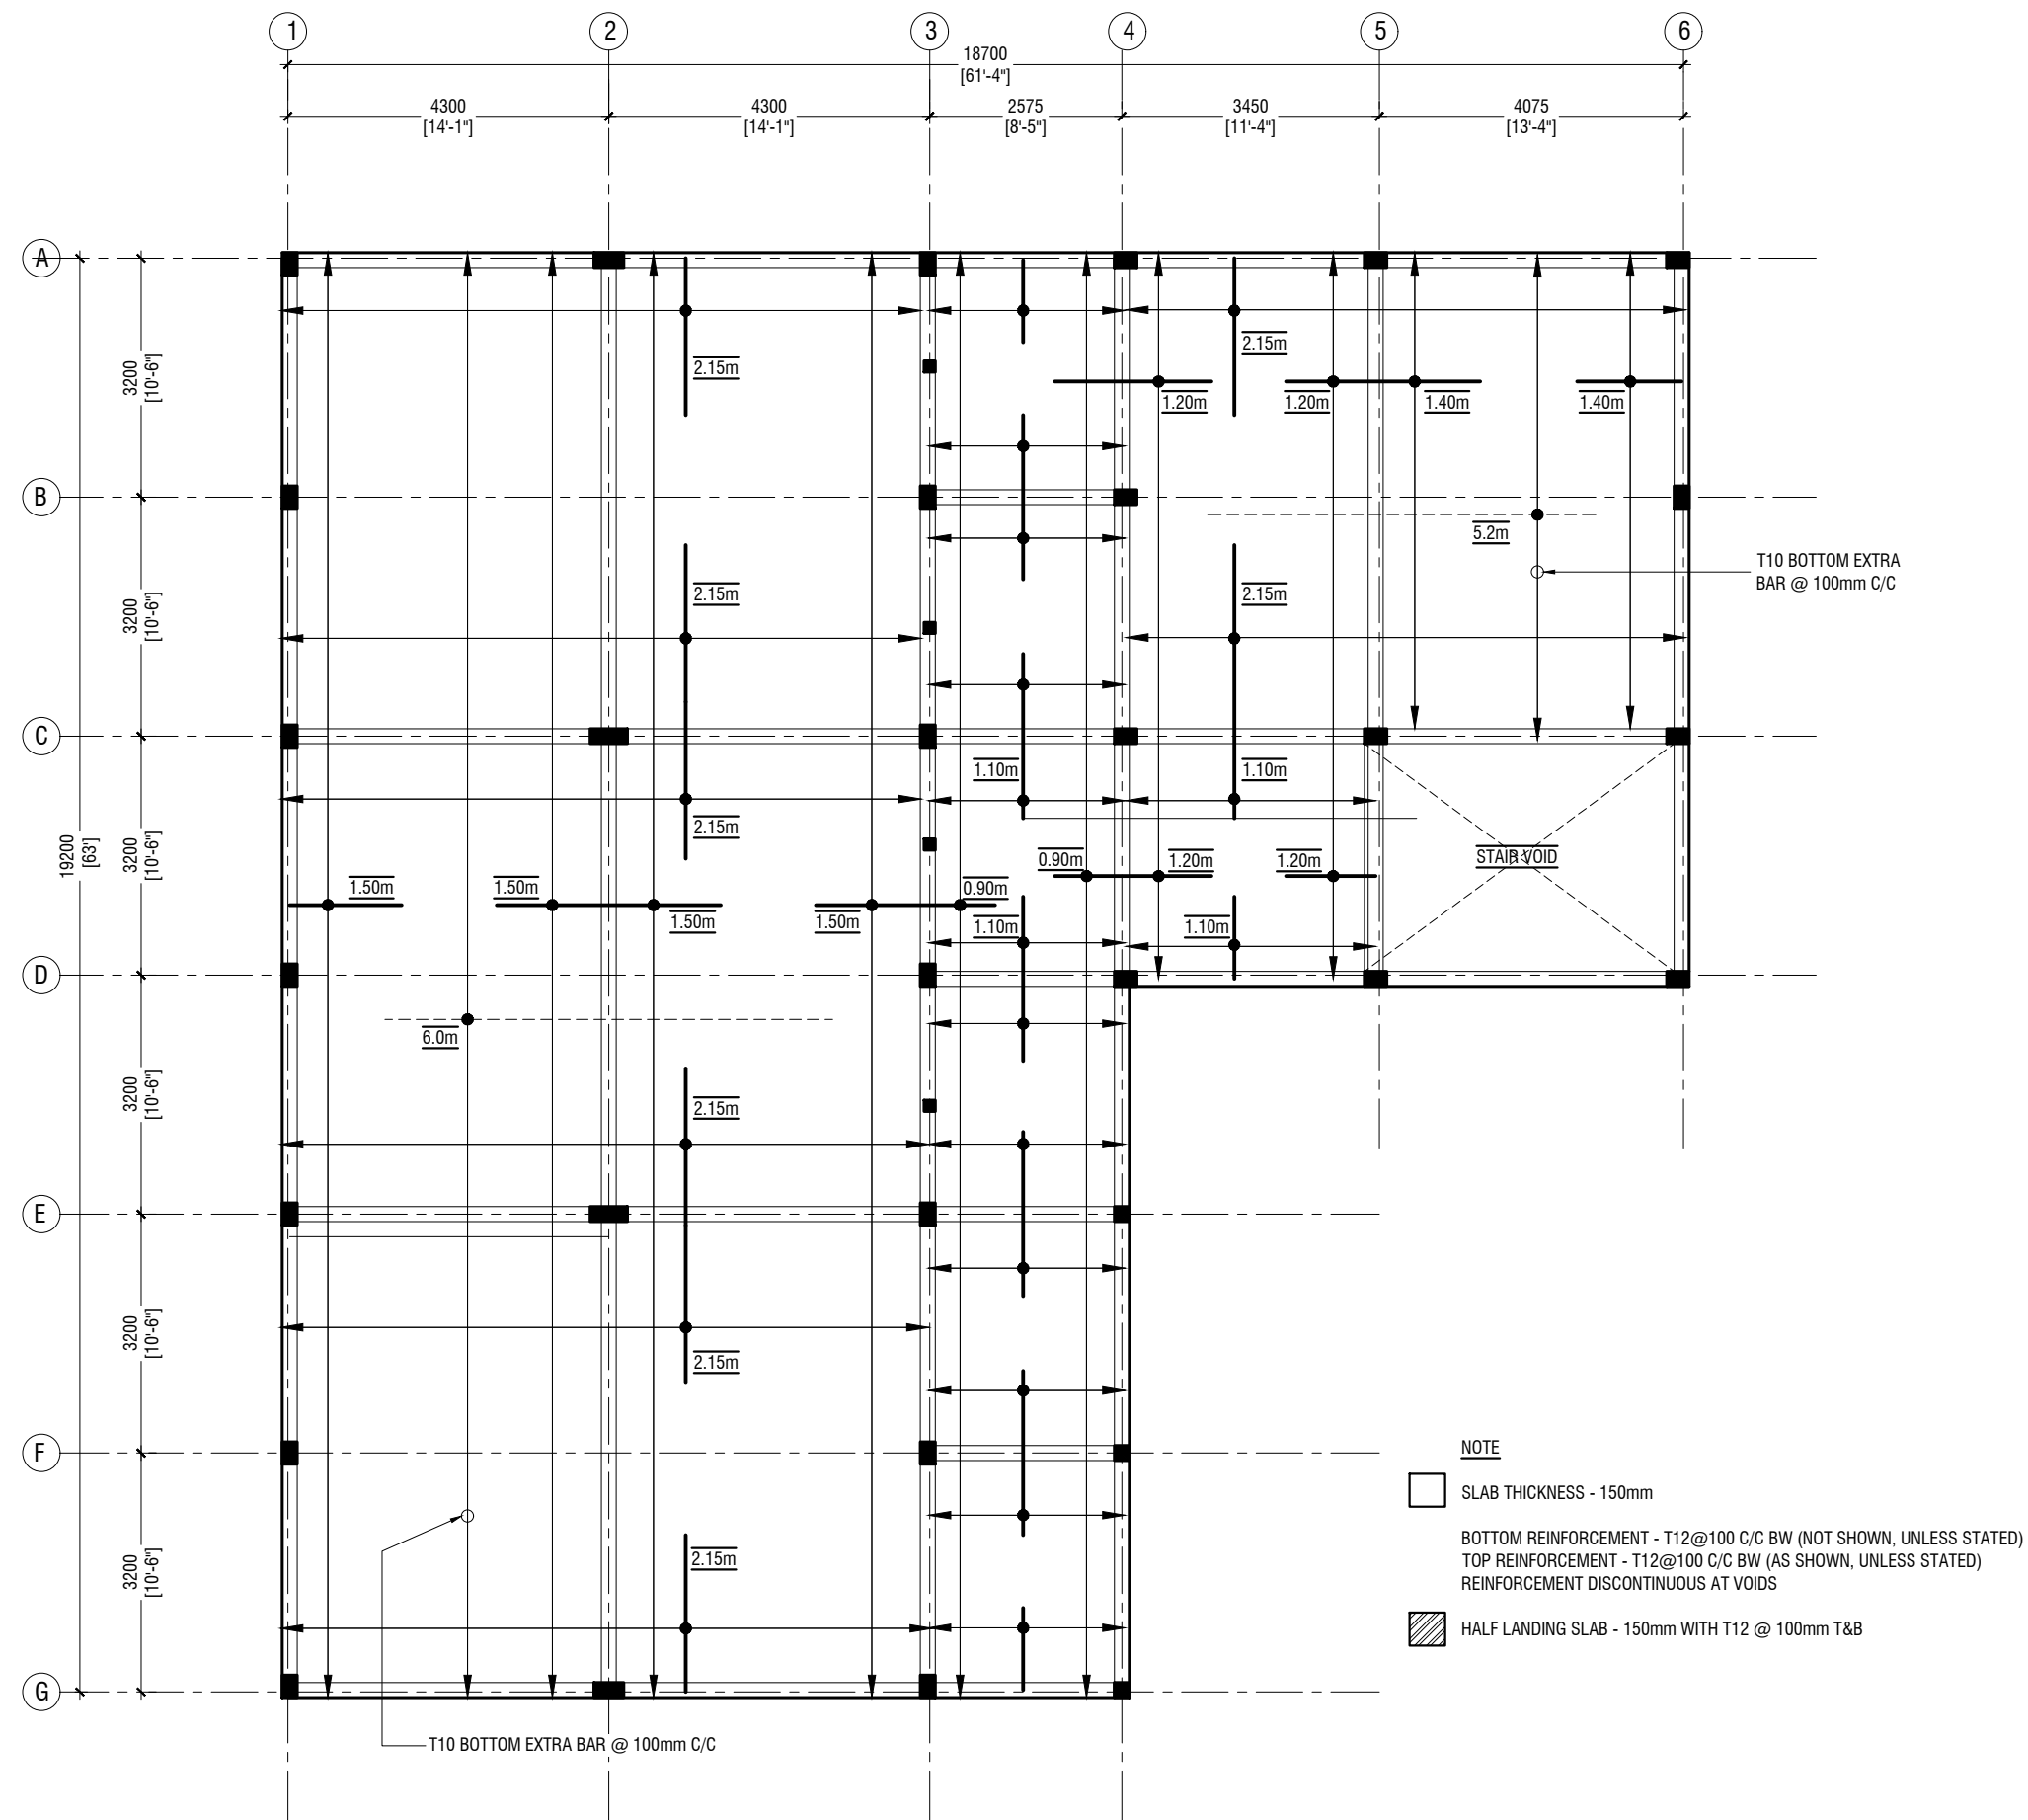 1 2 3 4 5 6
18700
[61'-4"]
4300 4300 2575 3450 4075
[14'-1"] [14'-1"] [8'-5"] [11'-4"] [13'-4"]
A
3200
[10'-6"]
2.15m 2.15m
1.20m 1.20m 1.40m 1.40m
B
5.2m
T10 BOTTOM EXTRA
BAR @ 100mm C/C
3200
[10'-6"]
2.15m 2.15m
C
1.10m 1.10m
2.15m
19200
[63']
3200
[10'-6"]
STAIR VOID
0.90m 1.20m 1.20m
1.50m 1.50m 0.90m
1.50m 1.50m 1.10m 1.10m
D
6.0m
3200
[10'-6"]
2.15m
E
3200
[10'-6"]
2.15m
F
3200
[10'-6"]
2.15m
G
T10 BOTTOM EXTRA BAR @ 100mm C/C
NOTE
SLAB THICKNESS - 150mm
BOTTOM REINFORCEMENT - T12@100 C/C BW (NOT SHOWN, UNLESS STATED)
TOP REINFORCEMENT - T12@100 C/C BW (AS SHOWN, UNLESS STATED)
REINFORCEMENT DISCONTINUOUS AT VOIDS
HALF LANDING SLAB - 150mm WITH T12 @ 100mm T&B